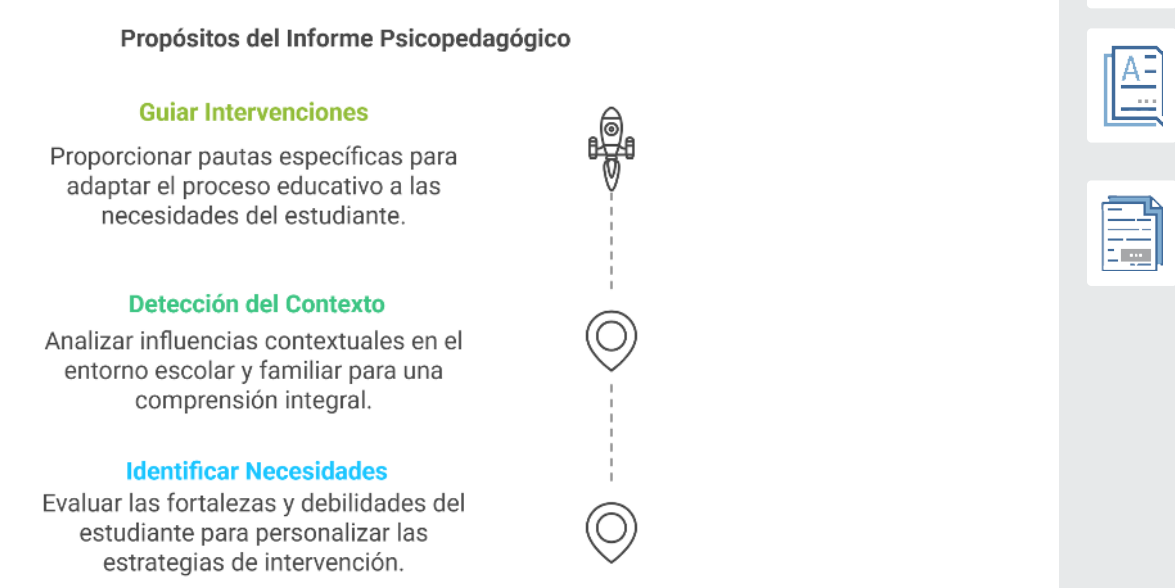 Propósitos del Informe Psicopedagógico
Guiar Intervenciones
Proporcionar pautas específicas para
adaptar el proceso educativo a las
necesidades del estudiante.
Detección del Contexto
Analizar influencias contextuales en el
entorno escolar y familiar para una
comprensión integral.
Identificar Necesidades
Evaluar las fortalezas y debilidades del
estudiante para personalizar las
estrategias de intervención.
A